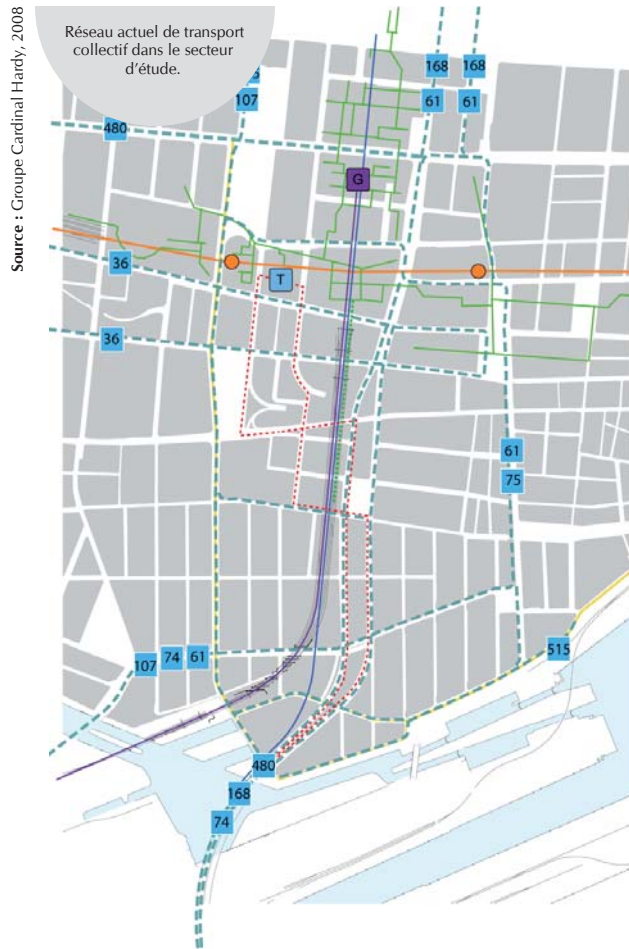 Source : Groupe Cardinal Hardy, 2008
Réseau actuel de transport
collectif dans le secteur
d'étude.
168
168
107
61
61
480
G
36
T
36
61
75
107
74
61
515
480
168
74